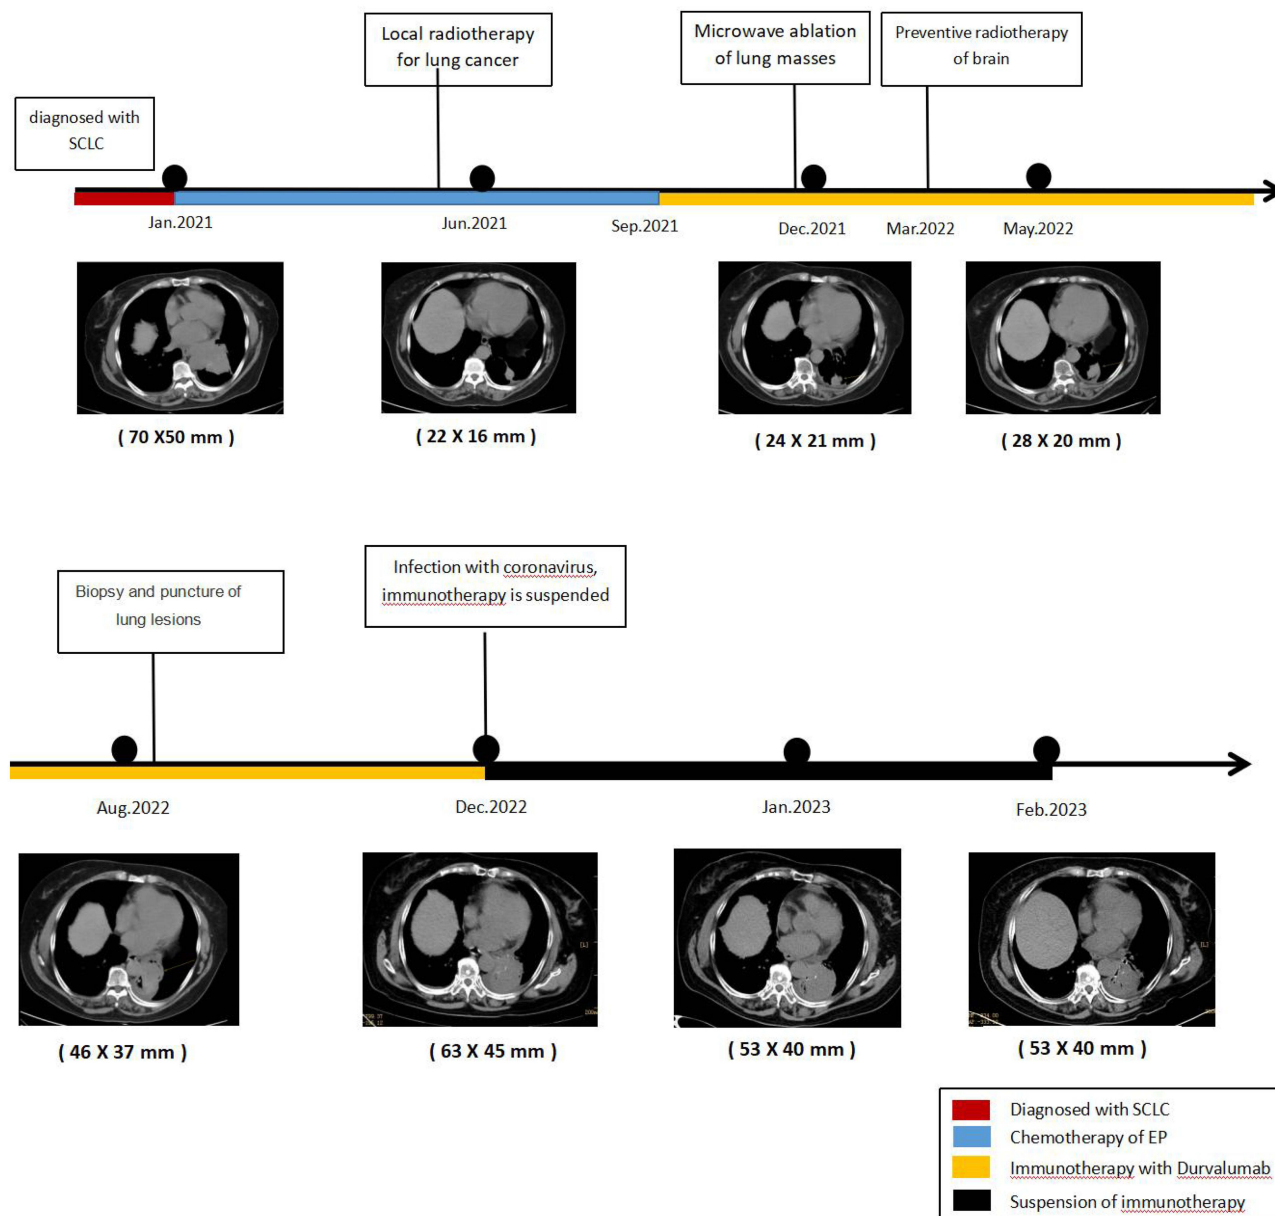 Local radiotherapy
for lung cancer
Microwave ablation
of lung masses
Preventive radiotherapy
of brain
diagnosed with
SCLC
Jan.2021
Jun.2021
Sep.2021
Dec.2021
Mar.2022
May.2022
( 70 X50 mm )
( 22 X 16 mm )
( 24 X 21 mm )
( 28 X 20 mm )
Biopsy and puncture of
lung lesions
Infection with coronavirus,
immunotherapy is suspended
Aug.2022
Dec.2022
Jan.2023
Feb.2023
[L]
[L]
( 46 X 37 mm )
( 63 X 45 mm )
( 53 X 40 mm )
( 53 X 40 mm )
Diagnosed with SCLC
Chemotherapy of EP
Immunotherapy with Durvalumab
Suspension of immunotherapy